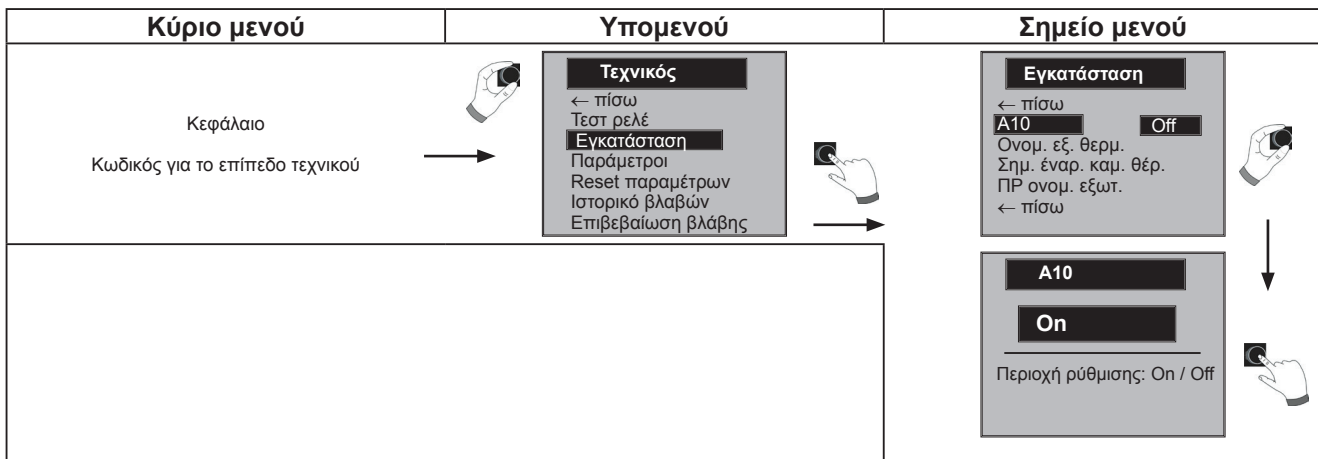 Κύριο μενού
Υπομενού
Σημείο μενού
Κεφάλαιο
Κωδικός για το επίπεδο τεχνικού
Τεχνικός
← πίσω
Τεστ ρελέ
Εγκατάσταση
Παράμετροι
Reset παραμέτρων
Ιστορικό βλαβών
Επιβεβαίωση βλάβης
Εγκατάσταση
← πίσω
A10 Off
Ονομ. εξ. θερμ.
Σημ. έναρ. καμ. θέρ.
ΠΡ ονομ. εξωτ.
← πίσω
A10
On
Περιοχή ρύθμισης: On / Off